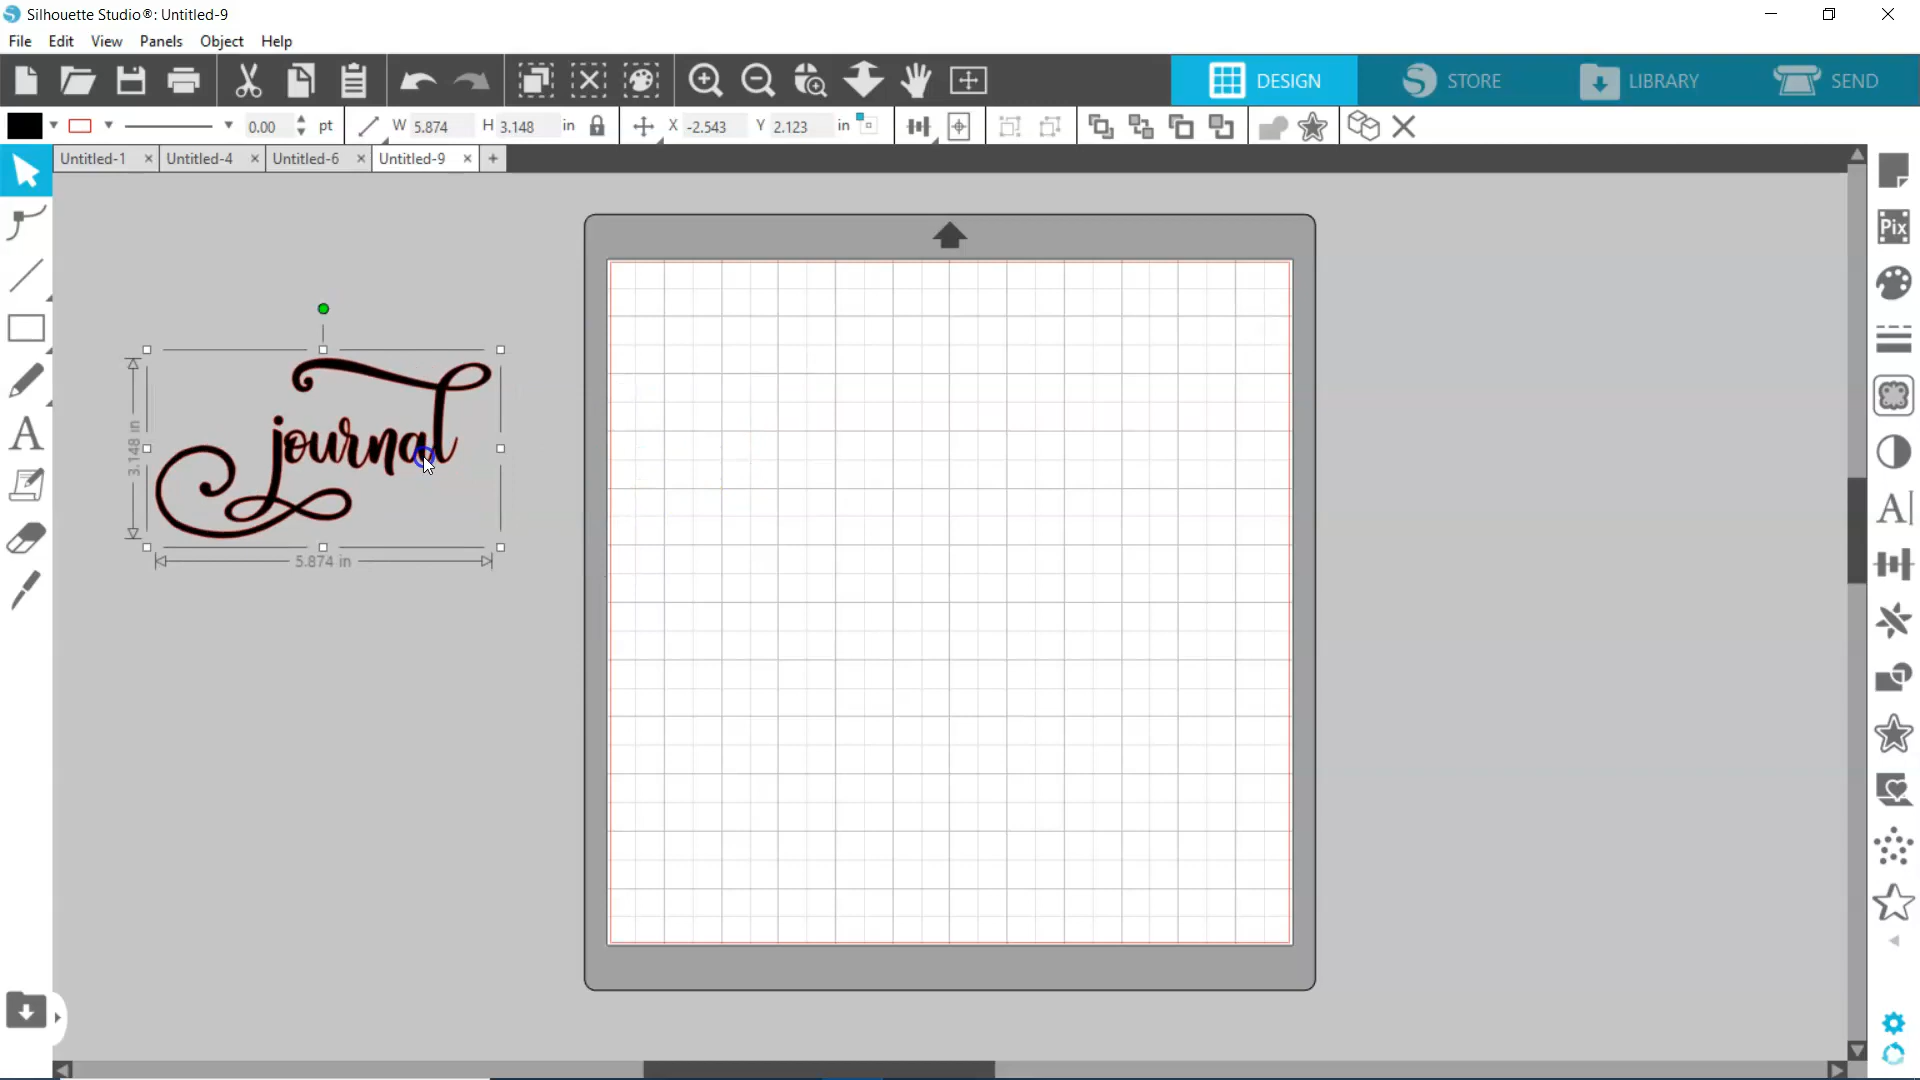 Silhouette Studio®: Untitled-9
File Edit View Panels Object Help
DESIGN STORE LIBRARY SEND
0.00 pt W 5.874 H 3.148 in X -2.543 Y 2.123 in
Untitled-1 Untitled-4 Untitled-6 Untitled-9
Pix
journal
3.148 in
5.874 in